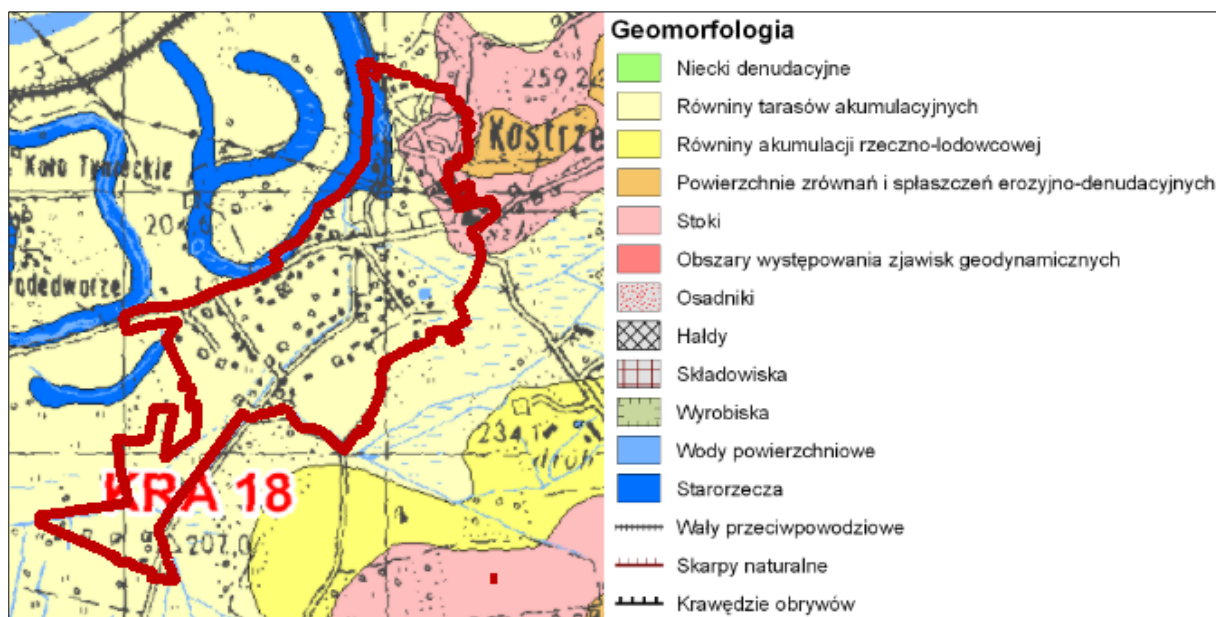 3
259.2
Kostrze
Koło Tynieckie
Podedworze
234.1
KRA 18
207,0
Geomorfologia
Niecki denudacyjne
Równiny tarasów akumulacyjnych
Równiny akumulacji rzeczno-lodowcowej
Powierzchnie zrównań i spłaszczeń erozyjno-denudacyjnych
Stoki
Obszary występowania zjawisk geodynamicznych
Osadniki
Hałdy
Składowiska
Wyrobiska
Wody powierzchniowe
Starorzecza
Wały przeciwpowodziowe
Skarpy naturalne
Krawędzie obrywów